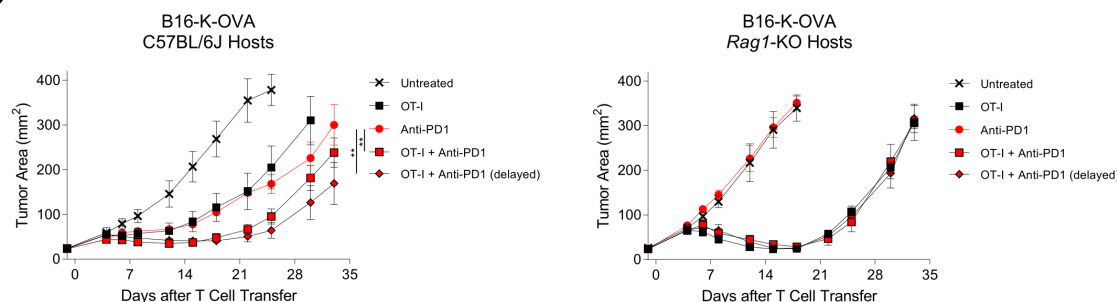 B16-K-OVA
C57BL/6J Hosts
400
300
200
100
0
Tumor Area (mm²)
0 7 14 21 28 35
Days after T Cell Transfer
Untreated
OT-I
Anti-PD1
OT-I + Anti-PD1
OT-I + Anti-PD1 (delayed)
**
**
B16-K-OVA
Rag1-KO Hosts
400
300
200
100
0
Tumor Area (mm²)
0 7 14 21 28 35
Days after T Cell Transfer
Untreated
OT-I
Anti-PD1
OT-I + Anti-PD1
OT-I + Anti-PD1 (delayed)